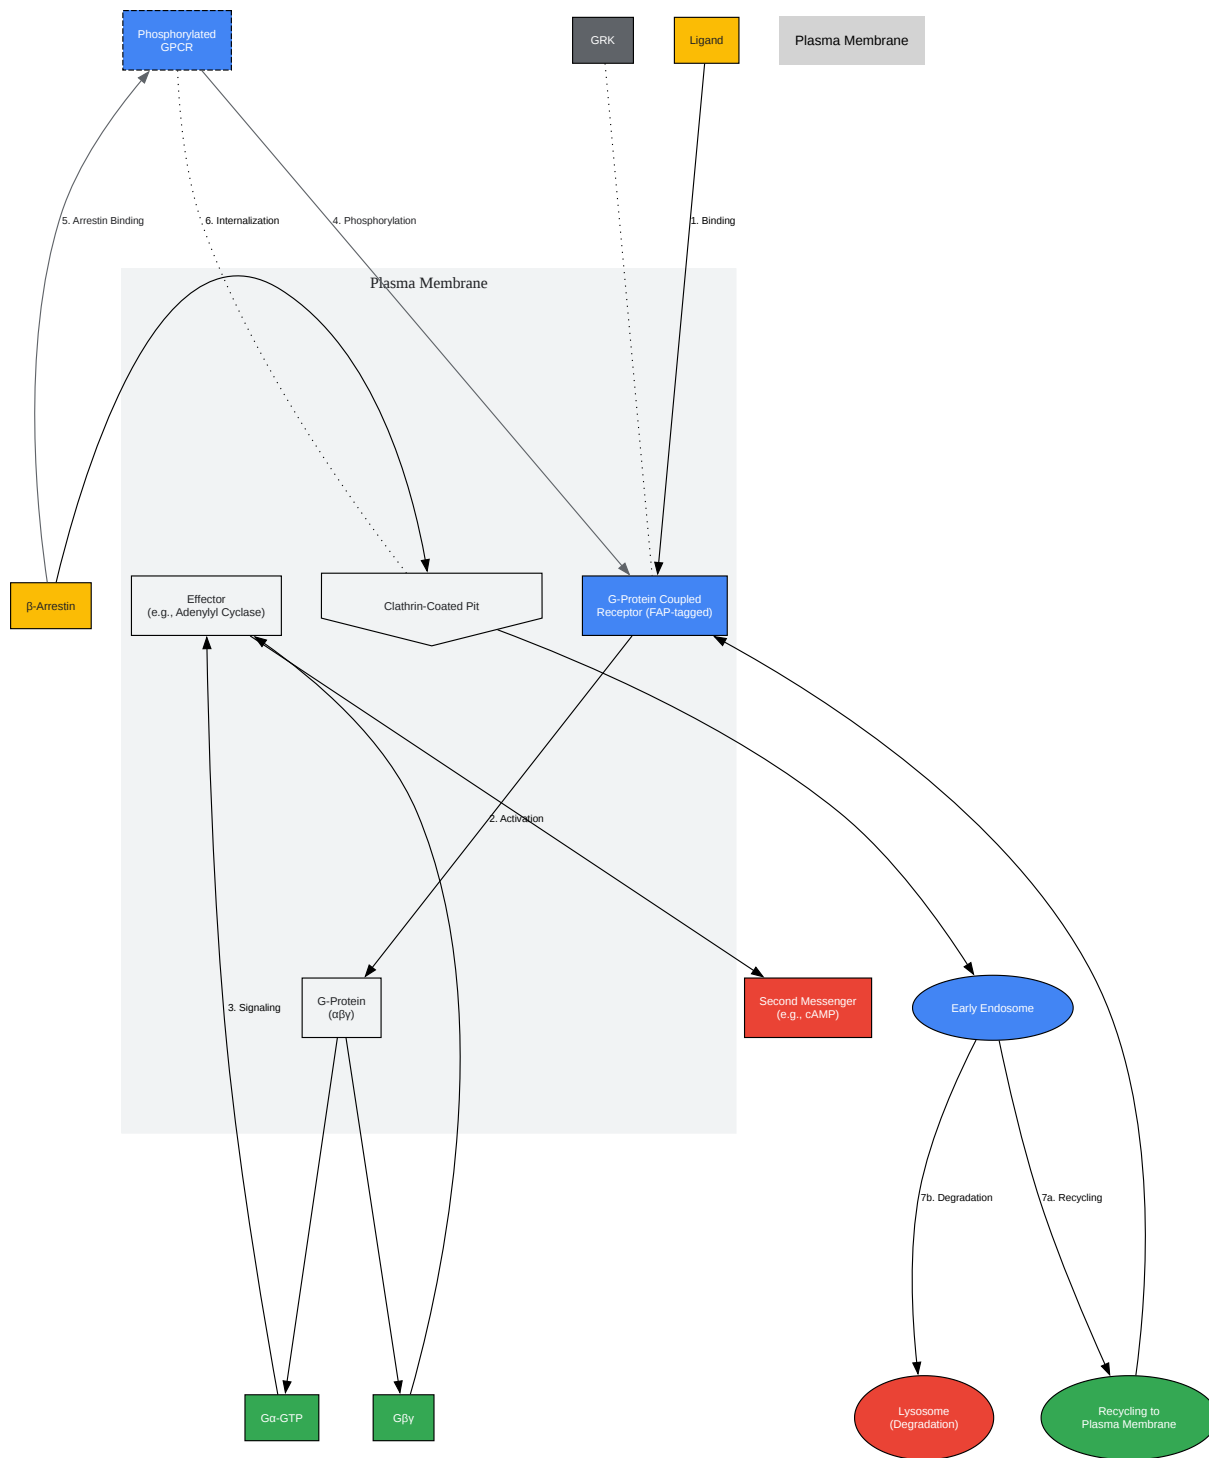 Phosphorylated
GPCR
GRK
Ligand
Plasma Membrane
5. Arrestin Binding
6. Internalization
4. Phosphorylation
1. Binding
Plasma Membrane
β-Arrestin
Effector
(e.g., Adenylyl Cyclase)
Clathrin-Coated Pit
G-Protein Coupled
Receptor (FAP-tagged)
2. Activation
3. Signaling
G-Protein
(αβγ)
Second Messenger
(e.g., cAMP)
Early Endosome
7b. Degradation
7a. Recycling
Gα-GTP
Gβγ
Lysosome
(Degradation)
Recycling to
Plasma Membrane